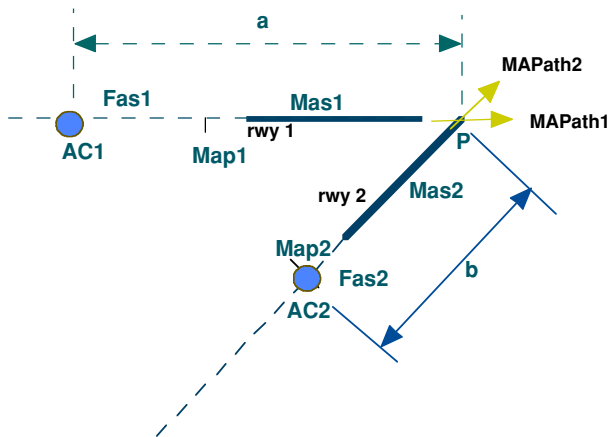 a
MAPath2
Fas1
Mas1
MAPath1
rwy 1
P
AC1
Map1
rwy 2
Mas2
Map2
Fas2
b
AC2